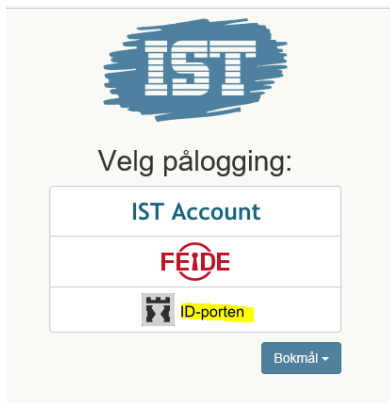 IST
Velg pålogging:
IST Account
FEIDE
ID-porten
Bokmål